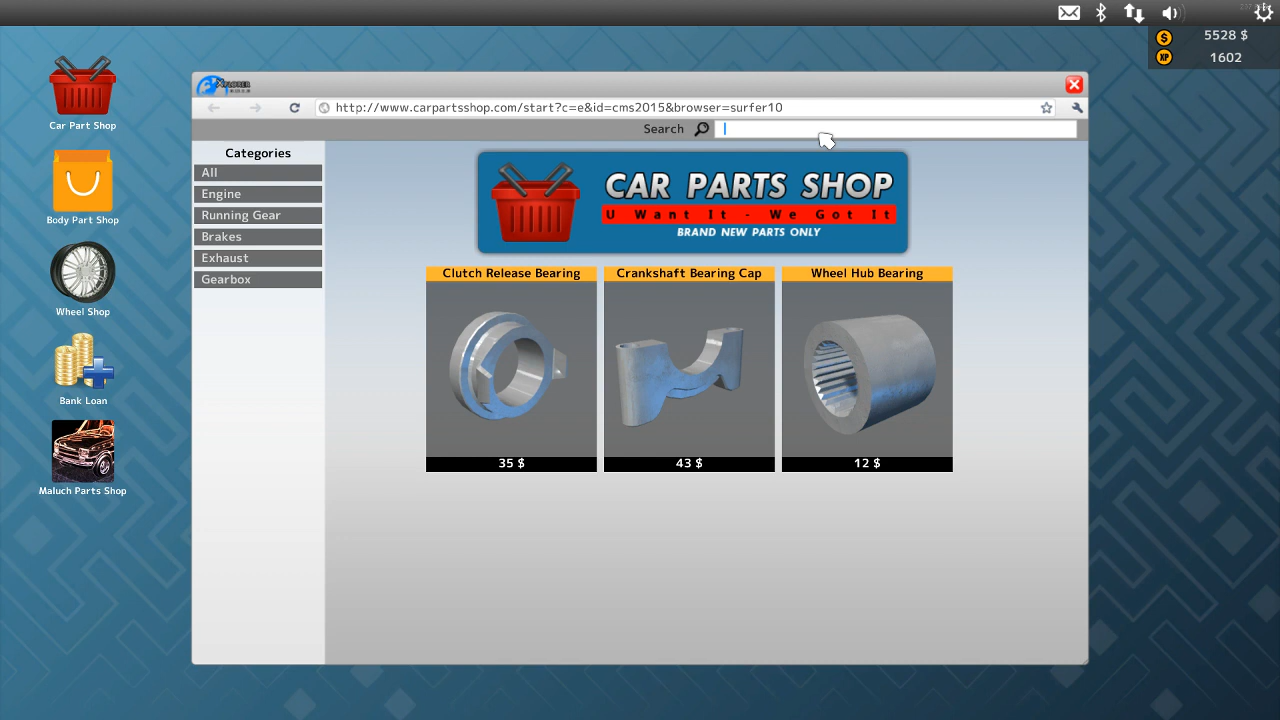 5528 $
1602
Car Part Shop
Body Part Shop
Wheel Shop
Bank Loan
Maluch Parts Shop
http://www.carpartsshop.com/start?c=e&id=cms2015&browser=surfer10
Search
Categories
All
Engine
Running Gear
Brakes
Exhaust
Gearbox
CAR PARTS SHOP
U Want It - We Got It
BRAND NEW PARTS ONLY
Clutch Release Bearing
Crankshaft Bearing Cap
Wheel Hub Bearing
35 $
43 $
12 $